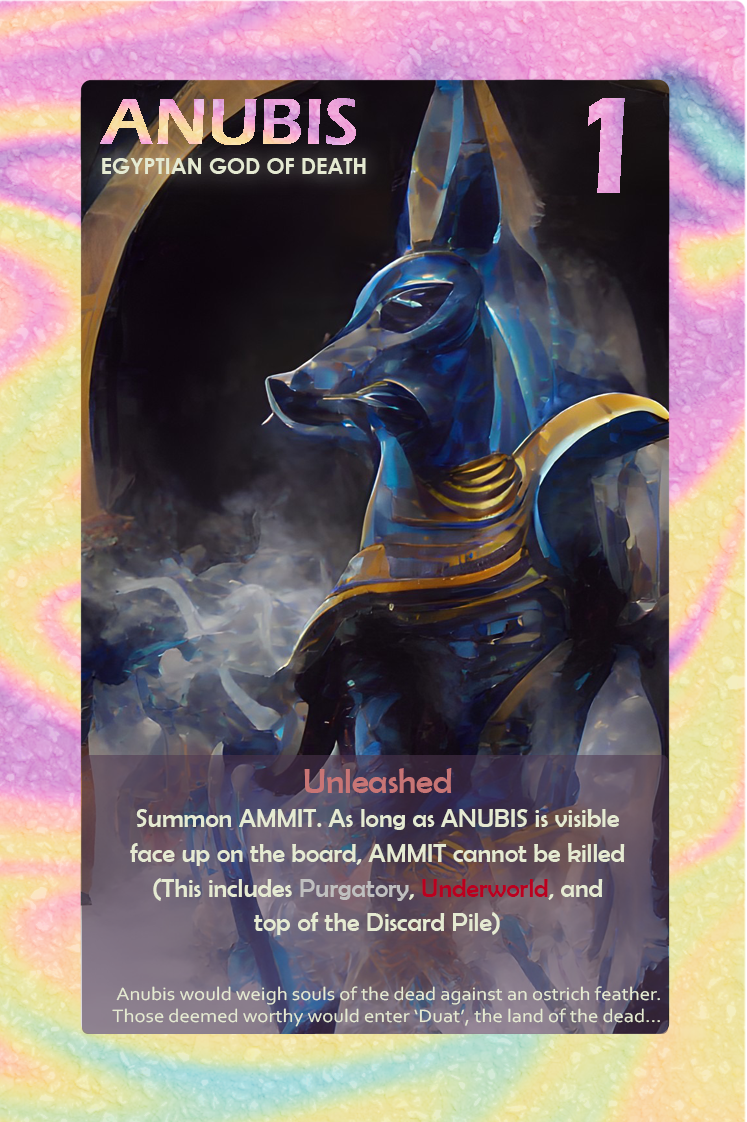 ANUBIS
1
EGYPTIAN GOD OF DEATH
Unleashed
Summon AMMIT. As long as ANUBIS is visible
face up on the board, AMMIT cannot be killed
(This includes Purgatory, Underworld, and
top of the Discard Pile)
Anubis would weigh souls of the dead against an ostrich feather.
Those deemed worthy would enter ‘Duat’, the land of the dead...